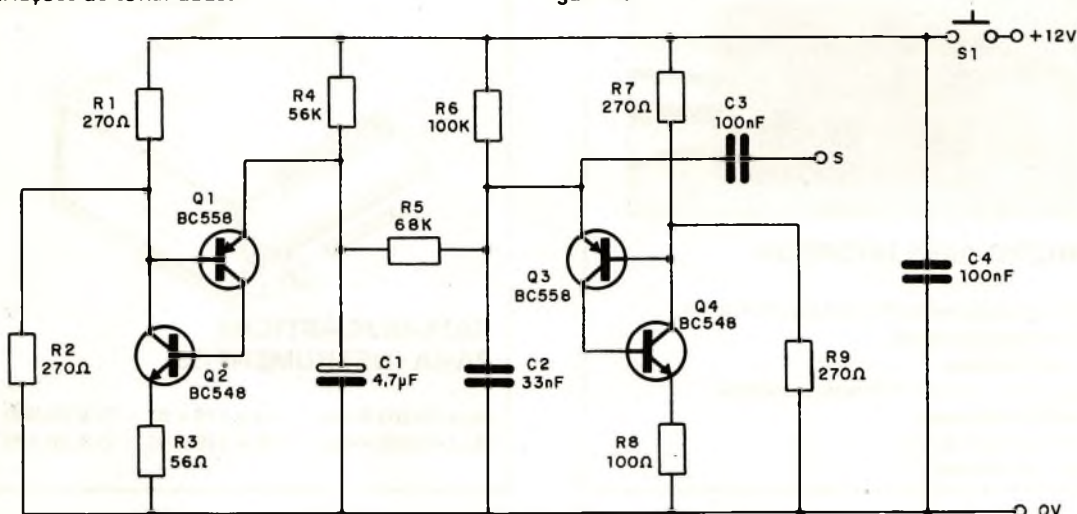 R1
270Ω
R4
56K
R6
100K
R7
270Ω
C3
100nF
S1
+12V
S
Q1
BC558
R5
68K
Q3
BC558
Q4
BC548
C4
100nF
R2
270Ω
Q2
BC548
C1
4,7µF
C2
33nF
R9
270Ω
R3
56Ω
R8
100Ω
0V